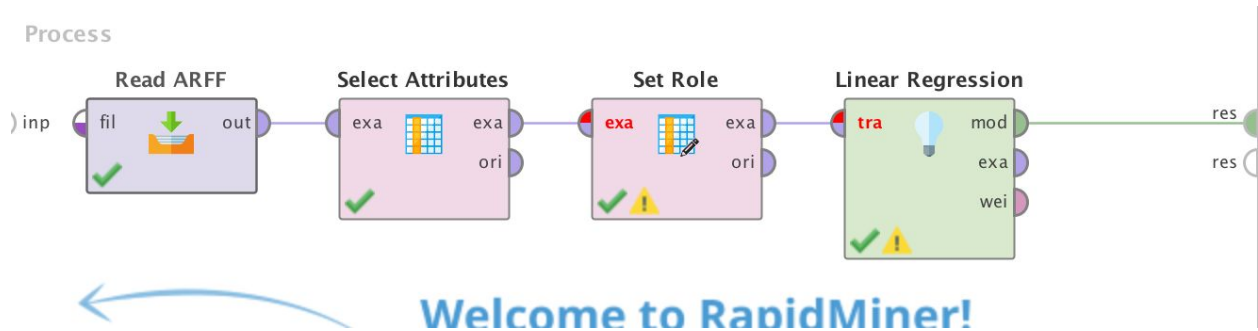 Process
Read ARFF
Select Attributes
Set Role
Linear Regression
inp
fil
out
exa
exa
exa
exa
tra
mod
res
ori
ori
exa
res
wei
Welcome to RapidMiner!